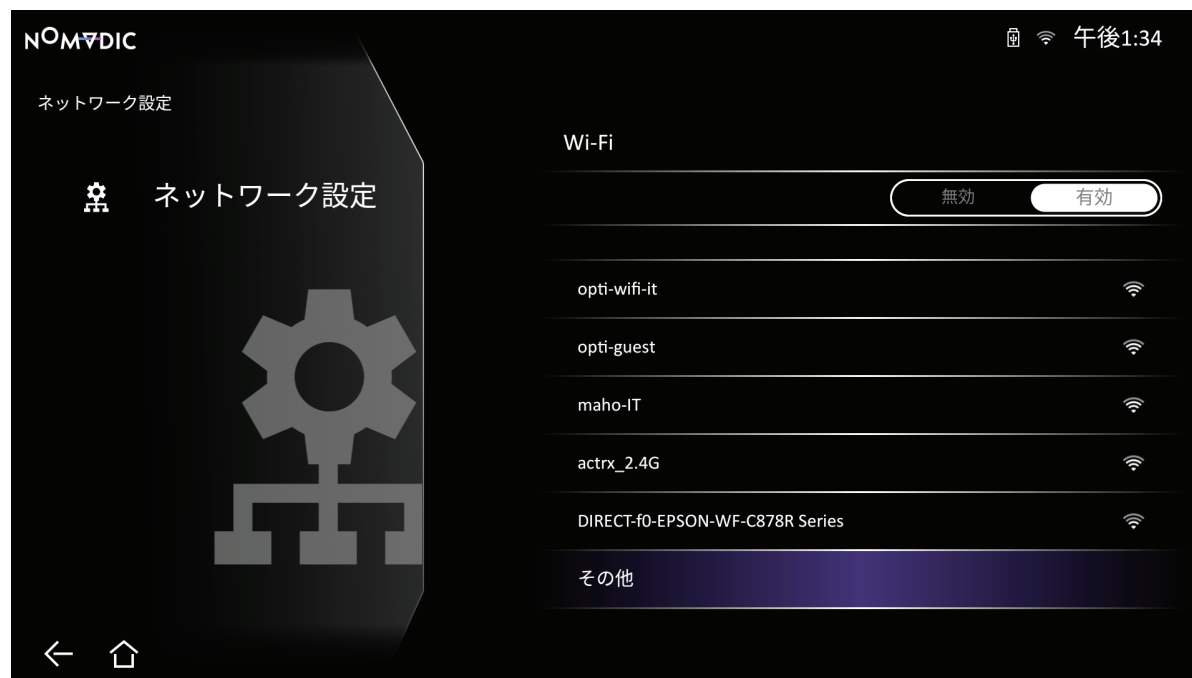 NOMADIC
午後1:34
ネットワーク設定
ネットワーク設定
Wi-Fi
無効 有効
opti-wifi-it
opti-guest
maho-IT
actrx_2.4G
DIRECT-f0-EPSON-WF-C878R Series
その他